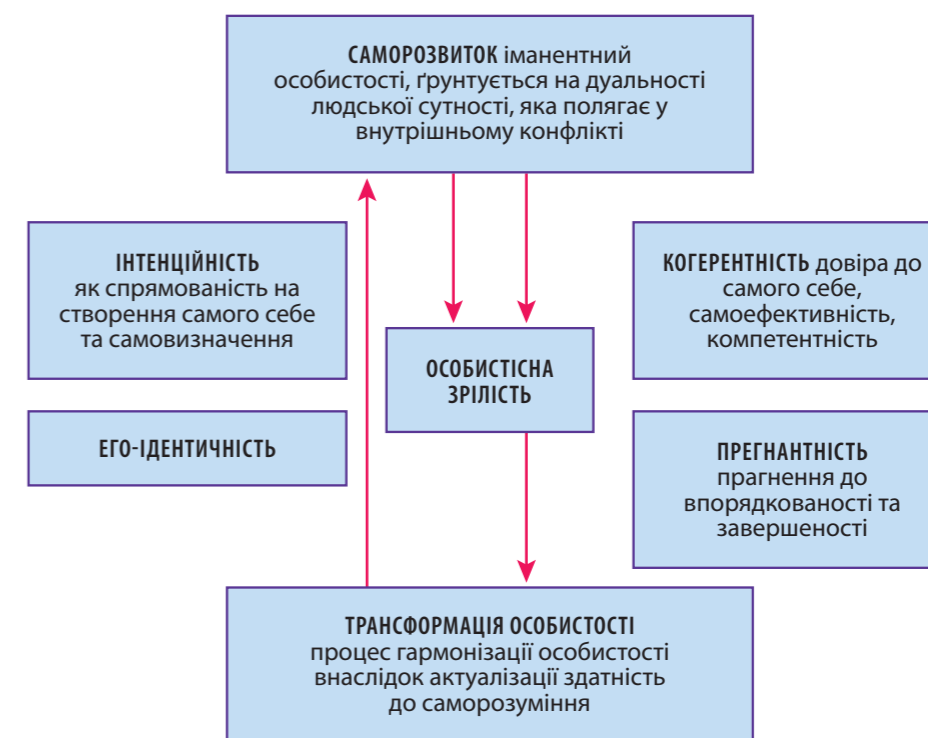 САМОРОЗВИТОК іманентний
особистості, ґрунтується на дуальності
людської сутності, яка полягає у
внутрішньому конфлікті
ІНТЕНЦІЙНІСТЬ
як спрямованість на
створення самого себе
та самовизначення
КОГЕРЕНТНІСТЬ довіра до
самого себе,
самоефективність,
компетентність
ОСОБИСТІСНА
ЗРІЛІСТЬ
ЕГО-ІДЕНТИЧНІСТЬ
ПРЕГНАНТНІСТЬ
прагнення до
впорядкованості та
завершеності
ТРАНСФОРМАЦІЯ ОСОБИСТОСТІ
процес гармонізації особистості
внаслідок актуалізації здатність
до саморозуміння